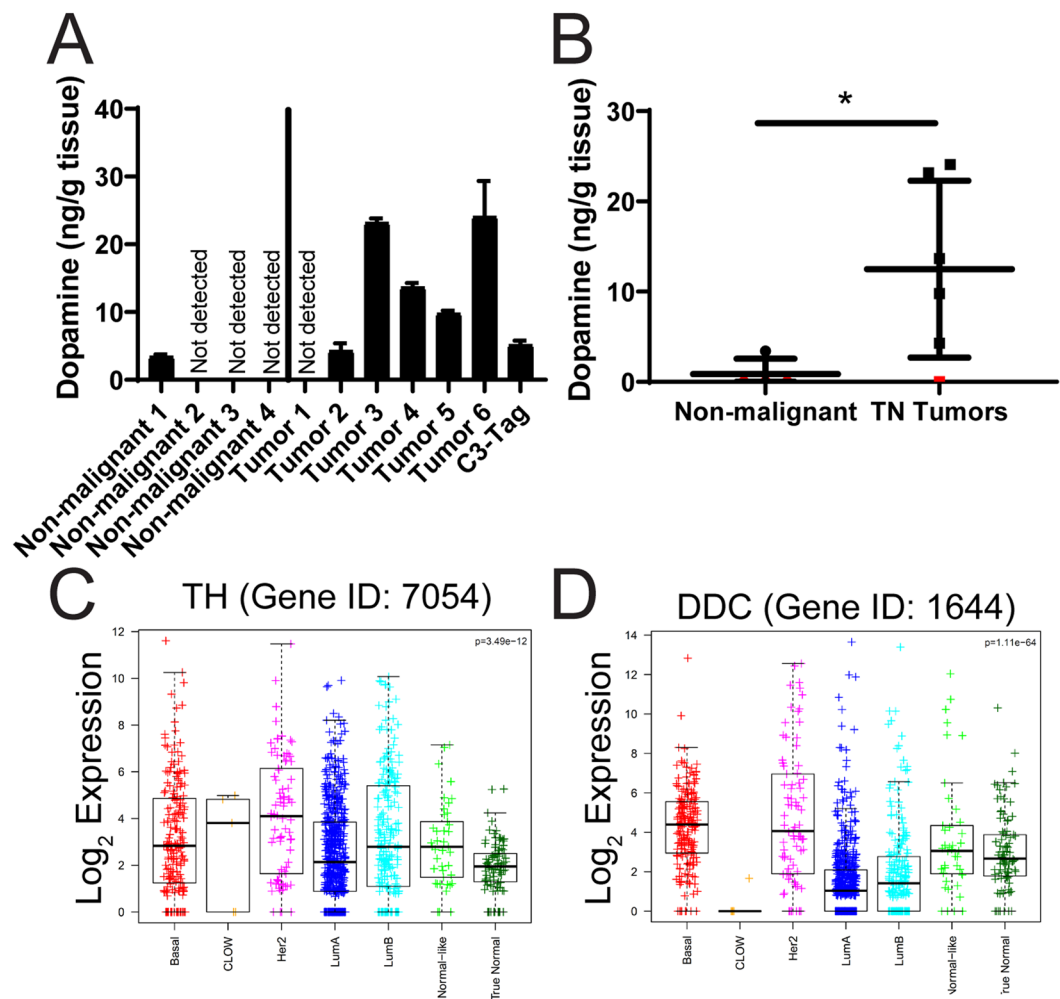 A
Dopamine (ng/g tissue)
40
30
20
10
0
Not detected
Not detected
Not detected
Not detected
Non-malignant 1
Non-malignant 2
Non-malignant 3
Non-malignant 4
Tumor 1
Tumor 2
Tumor 3
Tumor 4
Tumor 5
Tumor 6
C3-Tag
B
Dopamine (ng/g tissue)
30
20
10
0
*
Non-malignant TN Tumors
C
TH (Gene ID: 7054)
Log2 Expression
12
10
8
6
4
2
0
p=3.49e-12
Basal
CLOW
Her2
LumA
LumB
Normal-like
True Normal
D
DDC (Gene ID: 1644)
Log2 Expression
14
12
10
8
6
4
2
0
p=1.11e-64
Basal
CLOW
Her2
LumA
LumB
Normal-like
True Normal